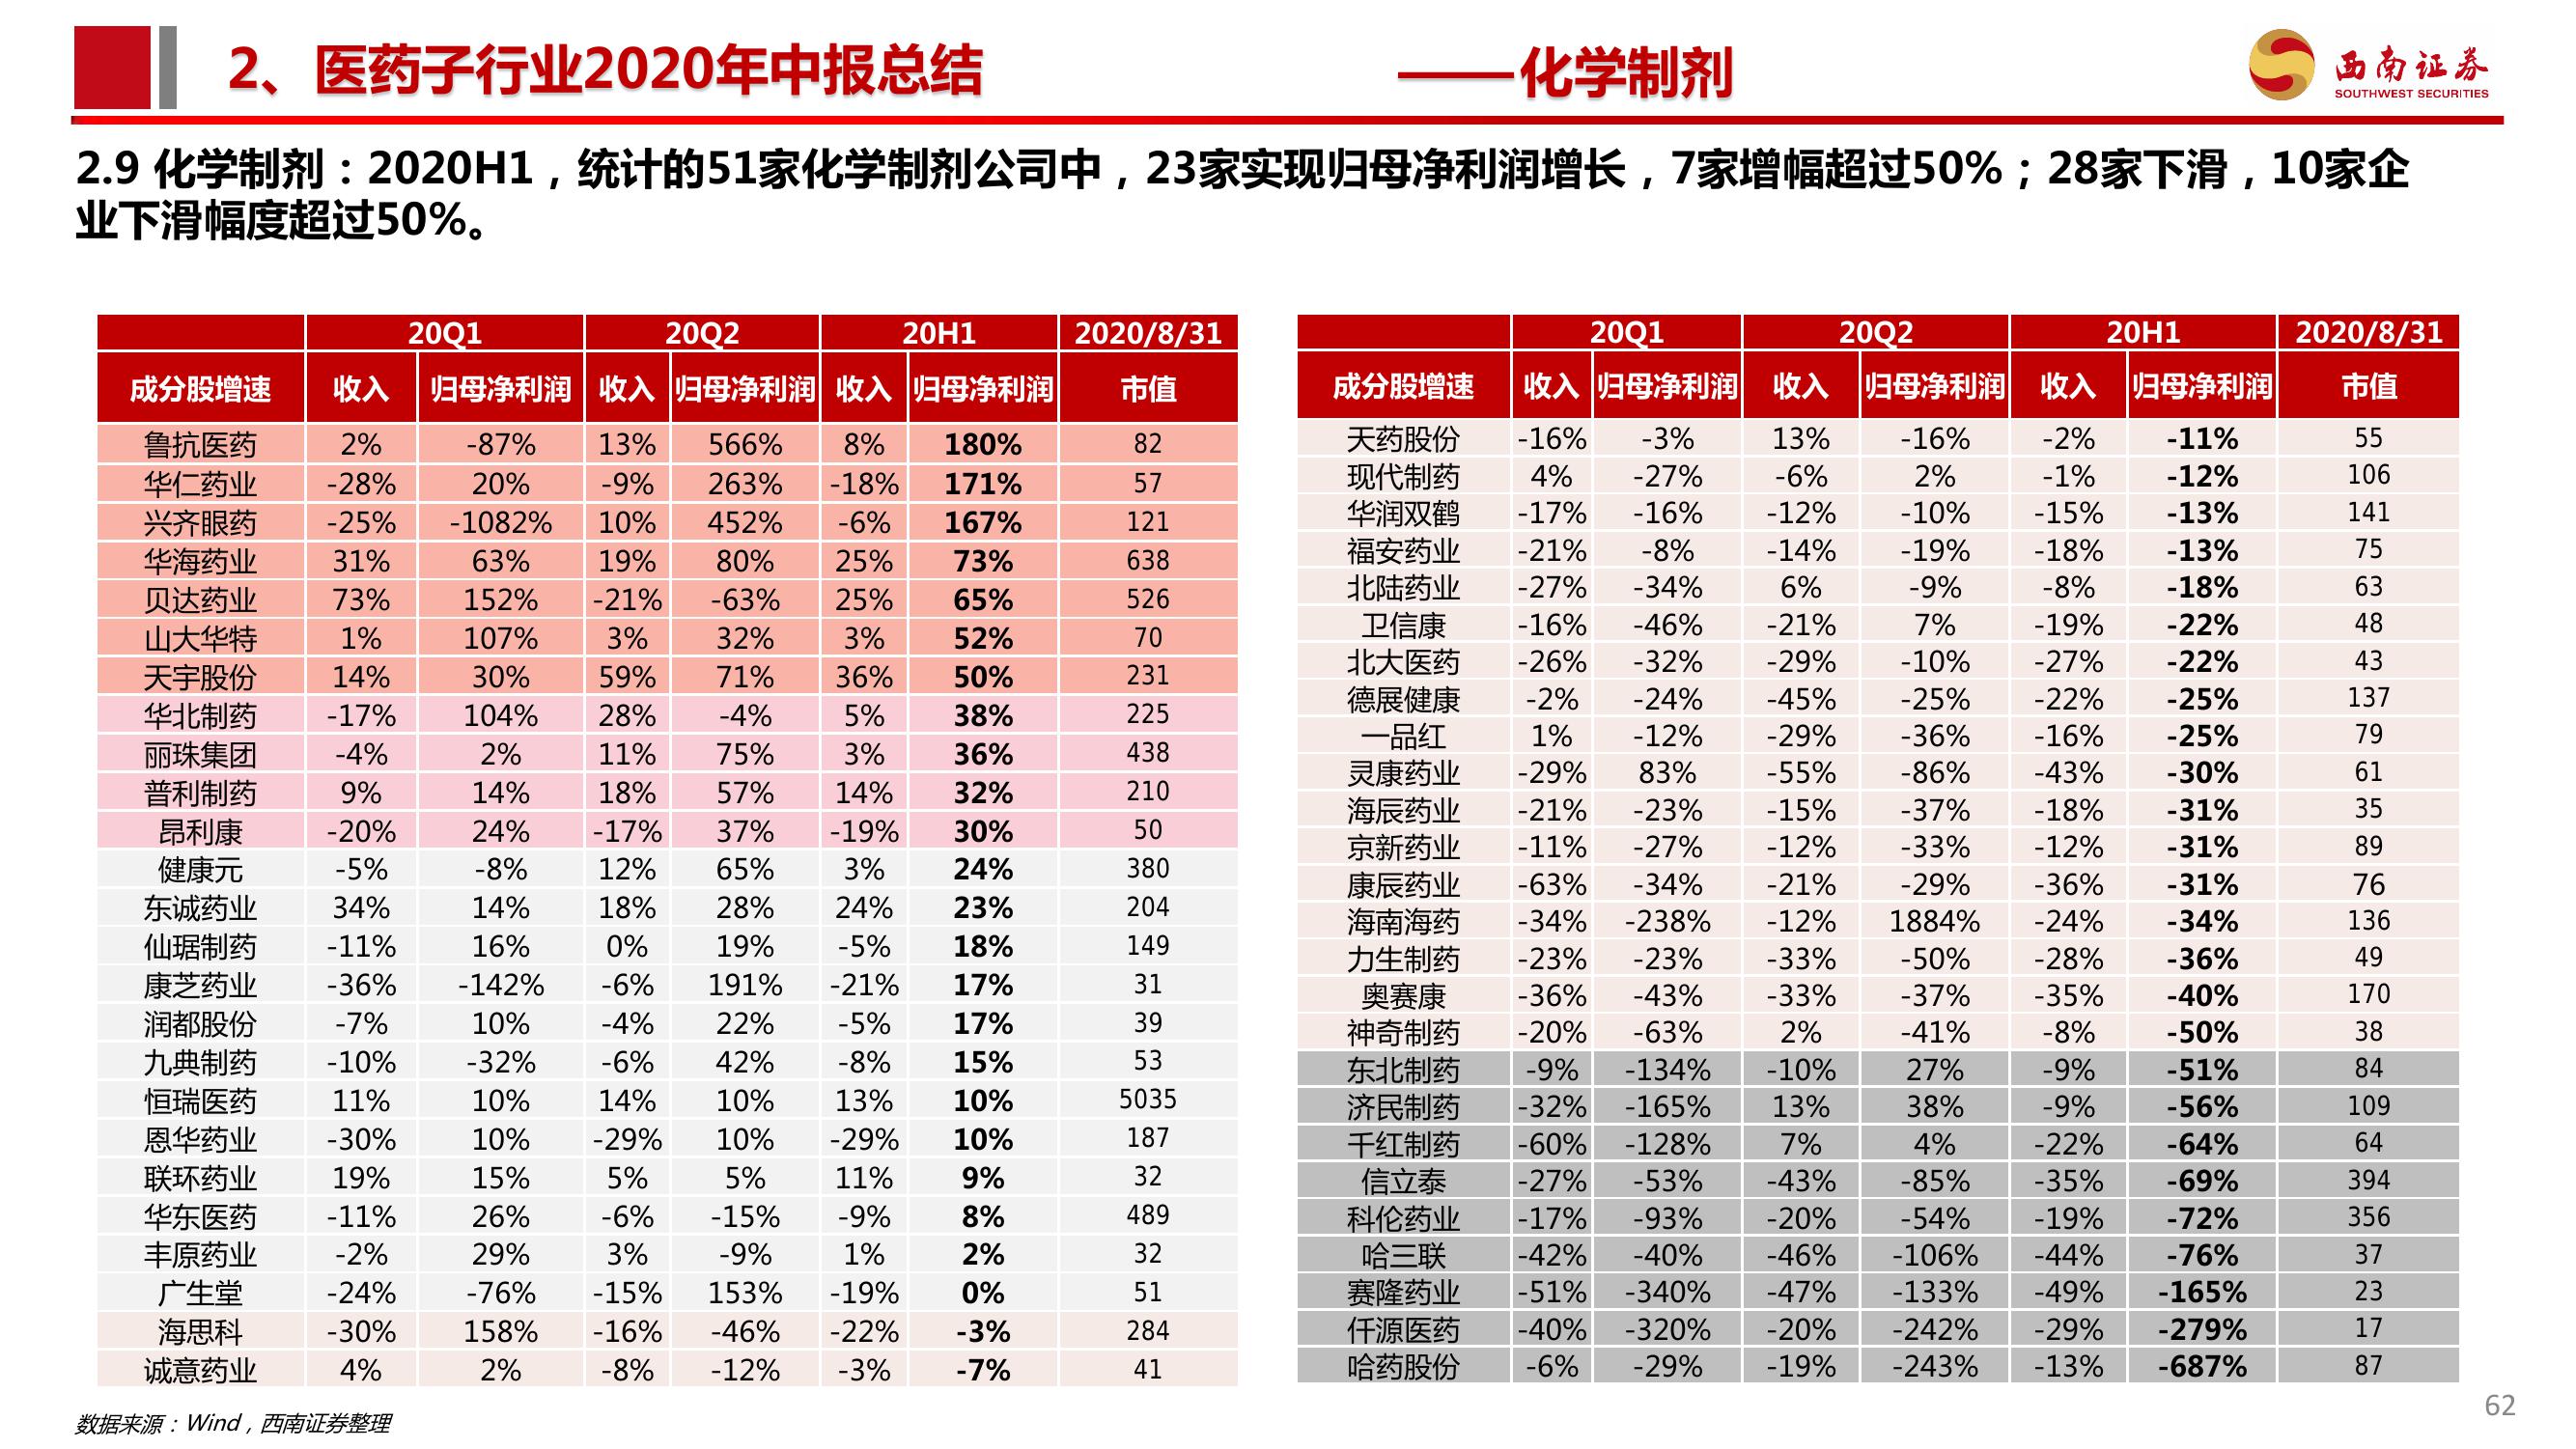 2、医药子行业2020年中报总结 ——化学制剂
西南证券
SOUTHWEST SECURITIES
2.9 化学制剂：2020H1，统计的51家化学制剂公司中，23家实现归母净利润增长，7家增幅超过50%；28家下滑，10家企
业下滑幅度超过50%。
20Q1 20Q2 20H1 2020/8/31
成分股增速 收入 归母净利润 收入 归母净利润 收入 归母净利润 市值
鲁抗医药 2% -87% 13% 566% 8% 180% 82
华仁药业 -28% 20% -9% 263% -18% 171% 57
兴齐眼药 -25% -1082% 10% 452% -6% 167% 121
华海药业 31% 63% 19% 80% 25% 73% 638
贝达药业 73% 152% -21% -63% 25% 65% 526
山大华特 1% 107% 3% 32% 3% 52% 70
天宇股份 14% 30% 59% 71% 36% 50% 231
华北制药 -17% 104% 28% -4% 5% 38% 225
丽珠集团 -4% 2% 11% 75% 3% 36% 438
普利制药 9% 14% 18% 57% 14% 32% 210
昂利康 -20% 24% -17% 37% -19% 30% 50
健康元 -5% -8% 12% 65% 3% 24% 380
东诚药业 34% 14% 18% 28% 24% 23% 204
仙琚制药 -11% 16% 0% 19% -5% 18% 149
康芝药业 -36% -142% -6% 191% -21% 17% 31
润都股份 -7% 10% -4% 22% -5% 17% 39
九典制药 -10% -32% -6% 42% -8% 15% 53
恒瑞医药 11% 10% 14% 10% 13% 10% 5035
恩华药业 -30% 10% -29% 10% -29% 10% 187
联环药业 19% 15% 5% 5% 11% 9% 32
华东医药 -11% 26% -6% -15% -9% 8% 489
丰原药业 -2% 29% 3% -9% 1% 2% 32
广生堂 -24% -76% -15% 153% -19% 0% 51
海思科 -30% 158% -16% -46% -22% -3% 284
诚意药业 4% 2% -8% -12% -3% -7% 41
20Q1 20Q2 20H1 2020/8/31
成分股增速 收入 归母净利润 收入 归母净利润 收入 归母净利润 市值
天药股份 -16% -3% 13% -16% -2% -11% 55
现代制药 4% -27% -6% 2% -1% -12% 106
华润双鹤 -17% -16% -12% -10% -15% -13% 141
福安药业 -21% -8% -14% -19% -18% -13% 75
北陆药业 -27% -34% 6% -9% -8% -18% 63
卫信康 -16% -46% -21% 7% -19% -22% 48
北大医药 -26% -32% -29% -10% -27% -22% 43
德展健康 -2% -24% -45% -25% -22% -25% 137
一品红 1% -12% -29% -36% -16% -25% 79
灵康药业 -29% 83% -55% -86% -43% -30% 61
海辰药业 -21% -23% -15% -37% -18% -31% 35
京新药业 -11% -27% -12% -33% -12% -31% 89
康辰药业 -63% -34% -21% -29% -36% -31% 76
海南海药 -34% -238% -12% 1884% -24% -34% 136
力生制药 -23% -23% -33% -50% -28% -36% 49
奥赛康 -36% -43% -33% -37% -35% -40% 170
神奇制药 -20% -63% 2% -41% -8% -50% 38
东北制药 -9% -134% -10% 27% -9% -51% 84
济民制药 -32% -165% 13% 38% -9% -56% 109
千红制药 -60% -128% 7% 4% -22% -64% 64
信立泰 -27% -53% -43% -85% -35% -69% 394
科伦药业 -17% -93% -20% -54% -19% -72% 356
哈三联 -42% -40% -46% -106% -44% -76% 37
赛隆药业 -51% -340% -47% -133% -49% -165% 23
仟源医药 -40% -320% -20% -242% -29% -279% 17
哈药股份 -6% -29% -19% -243% -13% -687% 87
数据来源：Wind，西南证券整理
62